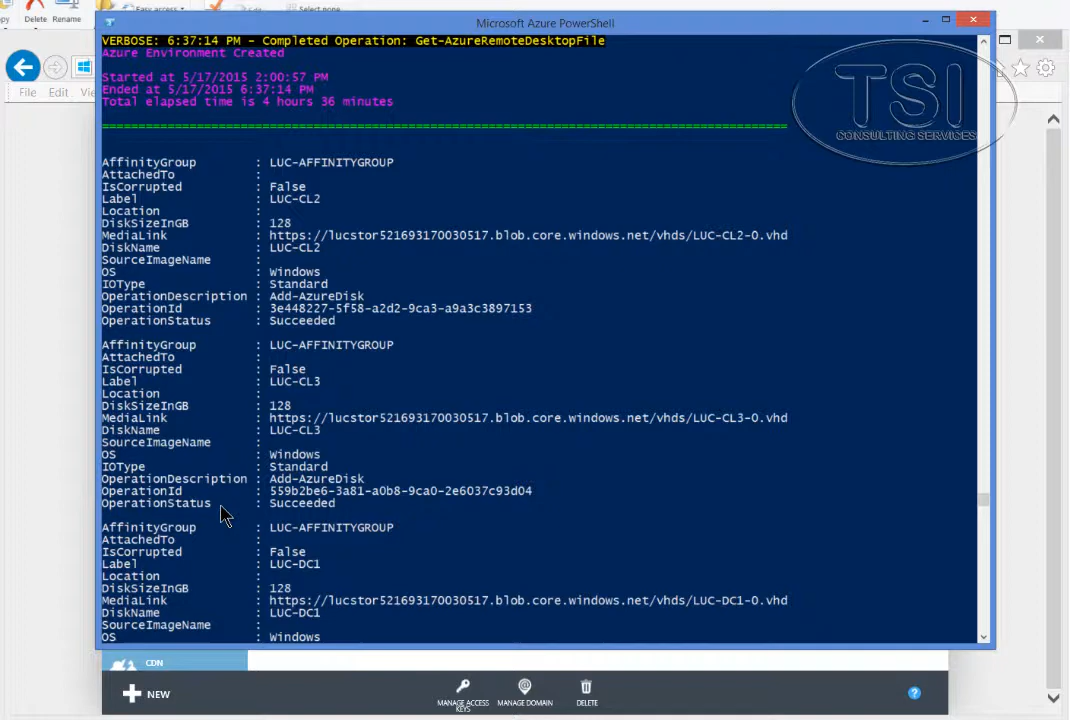 Easy access
Select none
py
Delete
Rename
Microsoft Azure PowerShell
File
Edit
VERBOSE: 6:37:14 PM - Completed Operation: Get-AzureRemoteDesktopFile
Azure Environment Created
Started at 5/17/2015 2:00:57 PM
Ended at 5/17/2015 6:37:14 PM
Total elapsed time is 4 hours 36 minutes
================================================================================
TSI
CONSULTING SERVICES
AffinityGroup : LUC-AFFINITYGROUP
AttachedTo :
IsCorrupted : False
Label : LUC-CL2
Location :
DiskSizeInGB : 128
MediaLink : https://lucstor521693170030517.blob.core.windows.net/vhds/LUC-CL2-0.vhd
DiskName : LUC-CL2
SourceImageName :
OS : Windows
IOType : Standard
OperationDescription : Add-AzureDisk
OperationId : 3e448227-5f58-a2d2-9ca3-a9a3c3897153
OperationStatus : Succeeded
AffinityGroup : LUC-AFFINITYGROUP
AttachedTo :
IsCorrupted : False
Label : LUC-CL3
Location :
DiskSizeInGB : 128
MediaLink : https://lucstor521693170030517.blob.core.windows.net/vhds/LUC-CL3-0.vhd
DiskName : LUC-CL3
SourceImageName :
OS : Windows
IOType : Standard
OperationDescription : Add-AzureDisk
OperationId : 559b2be6-3a81-a0b8-9ca0-2e6037c93d04
OperationStatus : Succeeded
AffinityGroup : LUC-AFFINITYGROUP
AttachedTo :
IsCorrupted : False
Label : LUC-DC1
Location :
DiskSizeInGB : 128
MediaLink : https://lucstor521693170030517.blob.core.windows.net/vhds/LUC-DC1-0.vhd
DiskName : LUC-DC1
SourceImageName :
OS : Windows
CDN
NEW
MANAGE ACCESS KEYS
MANAGE DOMAIN
DELETE